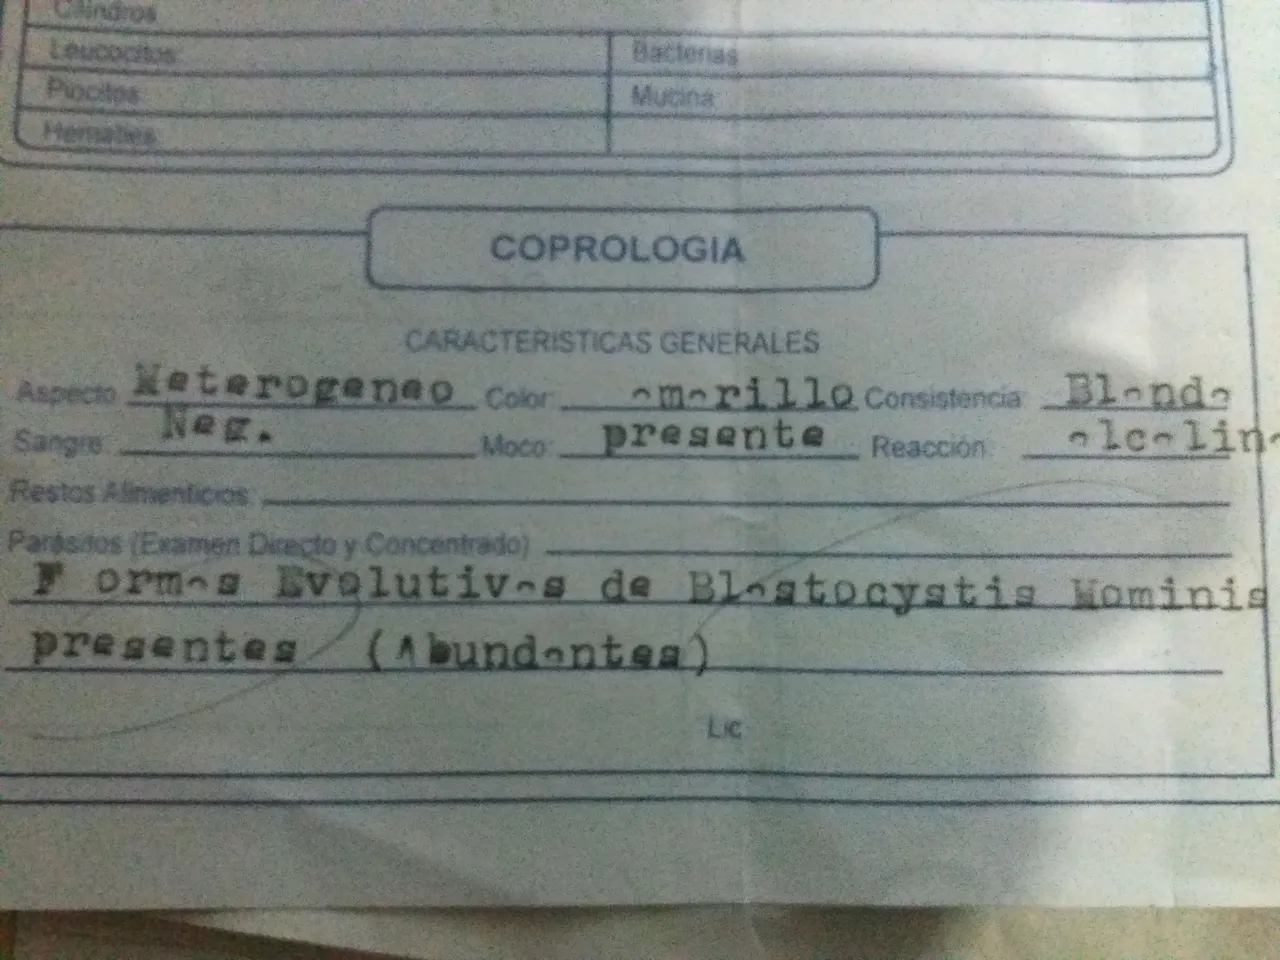 Cilindros
Leucocitos Bacterias
Piocitos Mucina
Hematies
COPROLOGIA
CARACTERISTICAS GENERALES
Aspecto Heterogeneo Color amarillo Consistencia Blanda
Sangre Neg. Moco: presente Reacción: alcalina
Restos Alimenticios:
Parásitos (Examen Directo y Concentrado)
F ormas Evolutivas de Blastocystis Hominis
presentes (Abundantes)
Lic